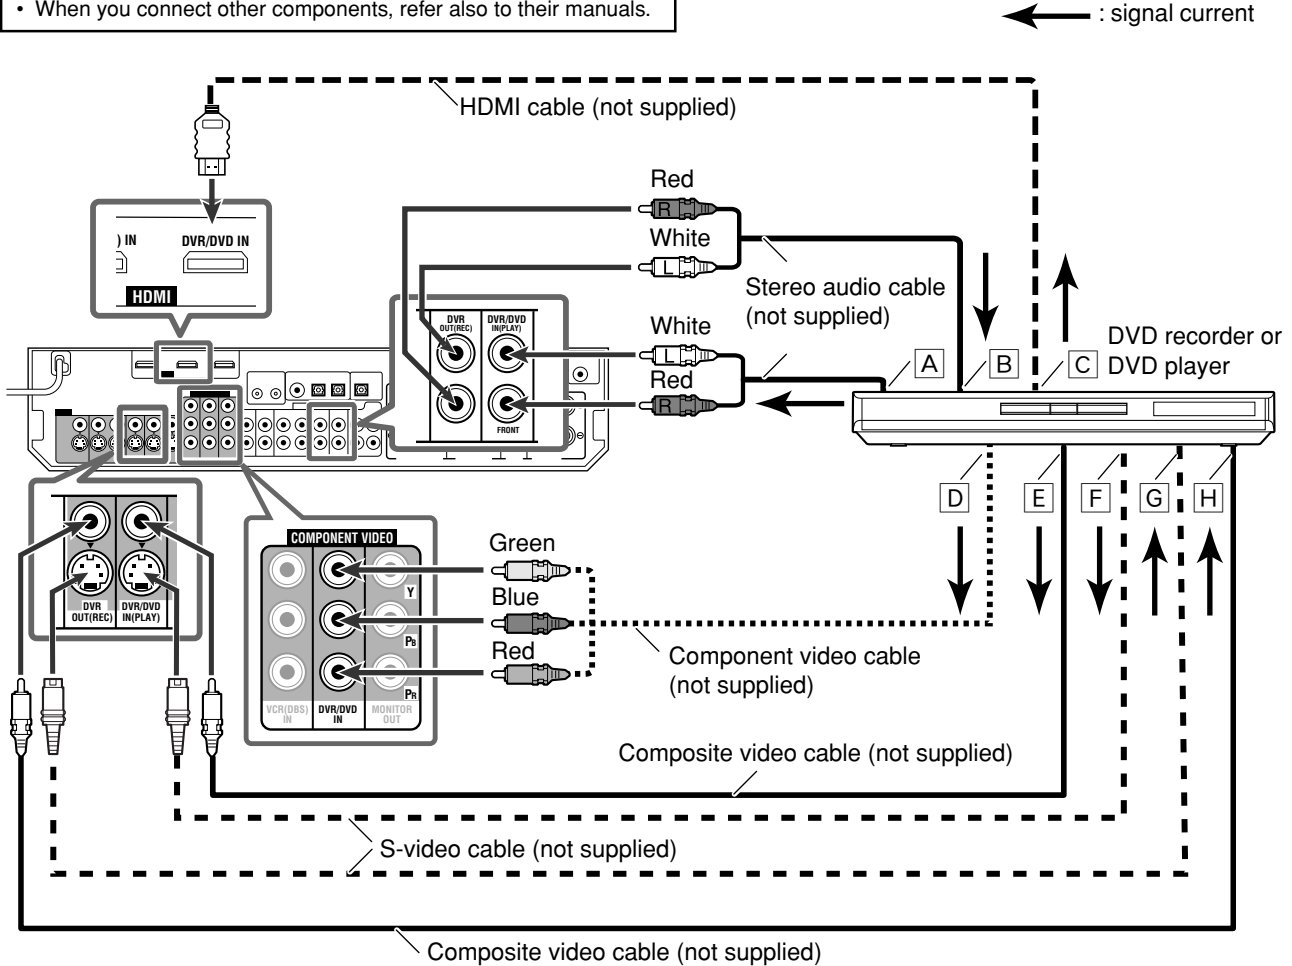 • When you connect other components, refer also to their manuals.
: signal current
HDMI cable (not supplied)
Red
R
White
L
Stereo audio cable
(not supplied)
) IN
DVR/DVD IN
HDMI
DVR
OUT(REC)
DVR/DVD
IN(PLAY)
FRONT
White
L
Red
R
A
B
C
DVD recorder or
DVD player
D
E
F
G
H
DVR
OUT(REC)
DVR/DVD
IN(PLAY)
COMPONENT VIDEO
Y
PB
PR
VCR(DBS)
IN
DVR/DVD
IN
MONITOR
OUT
Green
Blue
Red
Component video cable
(not supplied)
Composite video cable (not supplied)
S-video cable (not supplied)
Composite video cable (not supplied)